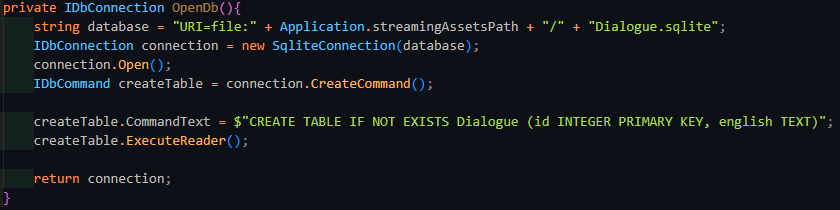 private IDbConnection OpenDb(){
string database = "URI=file:" + Application.streamingAssetsPath + "/" + "Dialogue.sqlite";
IDbConnection connection = new SqliteConnection(database);
connection.Open();
IDbCommand createTable = connection.CreateCommand();
createTable.CommandText = $"CREATE TABLE IF NOT EXISTS Dialogue (id INTEGER PRIMARY KEY, english TEXT)";
createTable.ExecuteReader();
return connection;
}